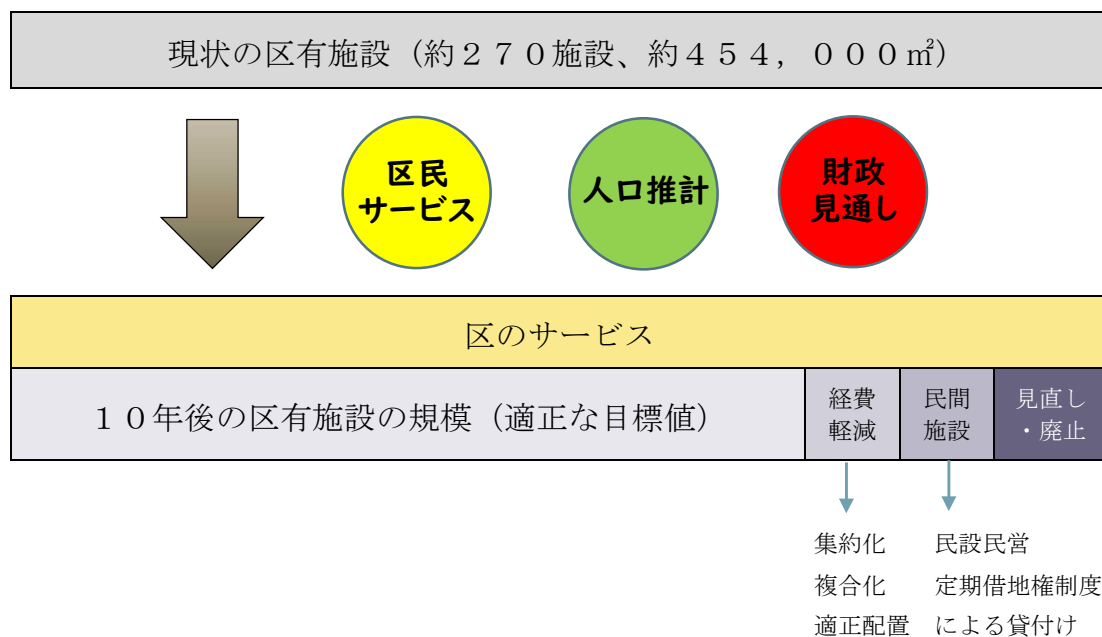 現状の区有施設（約２７０施設、約４５４，０００㎡）
区民
サービス
人口推計
財政
見通し
区のサービス
１０年後の区有施設の規模（適正な目標値）
経費
軽減
民間
施設
見直し
・廃止
集約化
複合化
適正配置
民設民営
定期借地権制度
による貸付け